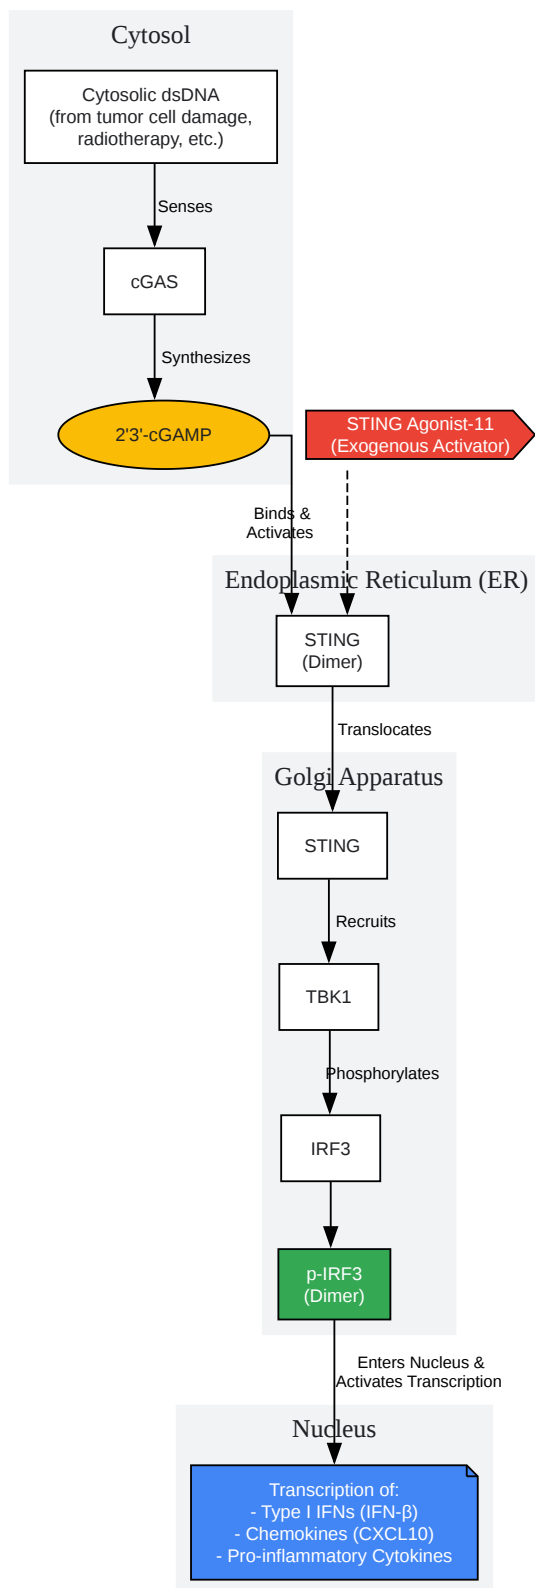 Cytosol
Cytosolic dsDNA
(from tumor cell damage,
radiotherapy, etc.)
Senses
cGAS
Synthesizes
2'3'-cGAMP
STING Agonist-11
(Exogenous Activator)
Binds &
Activates
Endoplasmic Reticulum (ER)
STING
(Dimer)
Translocates
Golgi Apparatus
STING
Recruits
TBK1
Phosphorylates
IRF3
p-IRF3
(Dimer)
Enters Nucleus &
Activates Transcription
Nucleus
Transcription of:
- Type I IFNs (IFN-β)
- Chemokines (CXCL10)
- Pro-inflammatory Cytokines